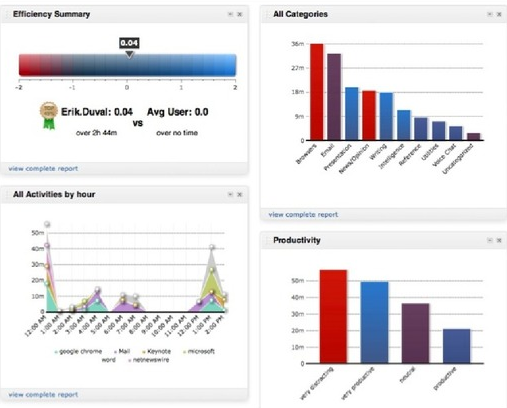 Efficiency Summary
0.04
-2 -1 0 1 2
Erik.Duval: 0.04 Avg User: 0.0
vs
over 2h 44m over no time
view complete report
All Activities by hour
50m
40m
30m
20m
10m
0
12:00 AM
1:00 AM
2:00 AM
3:00 AM
4:00 AM
5:00 AM
6:00 AM
7:00 AM
8:00 AM
9:00 AM
10:00 AM
11:00 AM
12:00 PM
1:00 PM
2:00 PM
google chrome Mail Keynote microsoft
word netnewswire
view complete report
All Categories
36m
27m
18m
9m
0
Browsers
Email
Presentation
News/Opinion
Writing
Intelligence
Reference
Utilities
Voice Chat
Uncategorized
view complete report
Productivity
50m
40m
30m
20m
10m
0
very distracting
very productive
neutral
productive